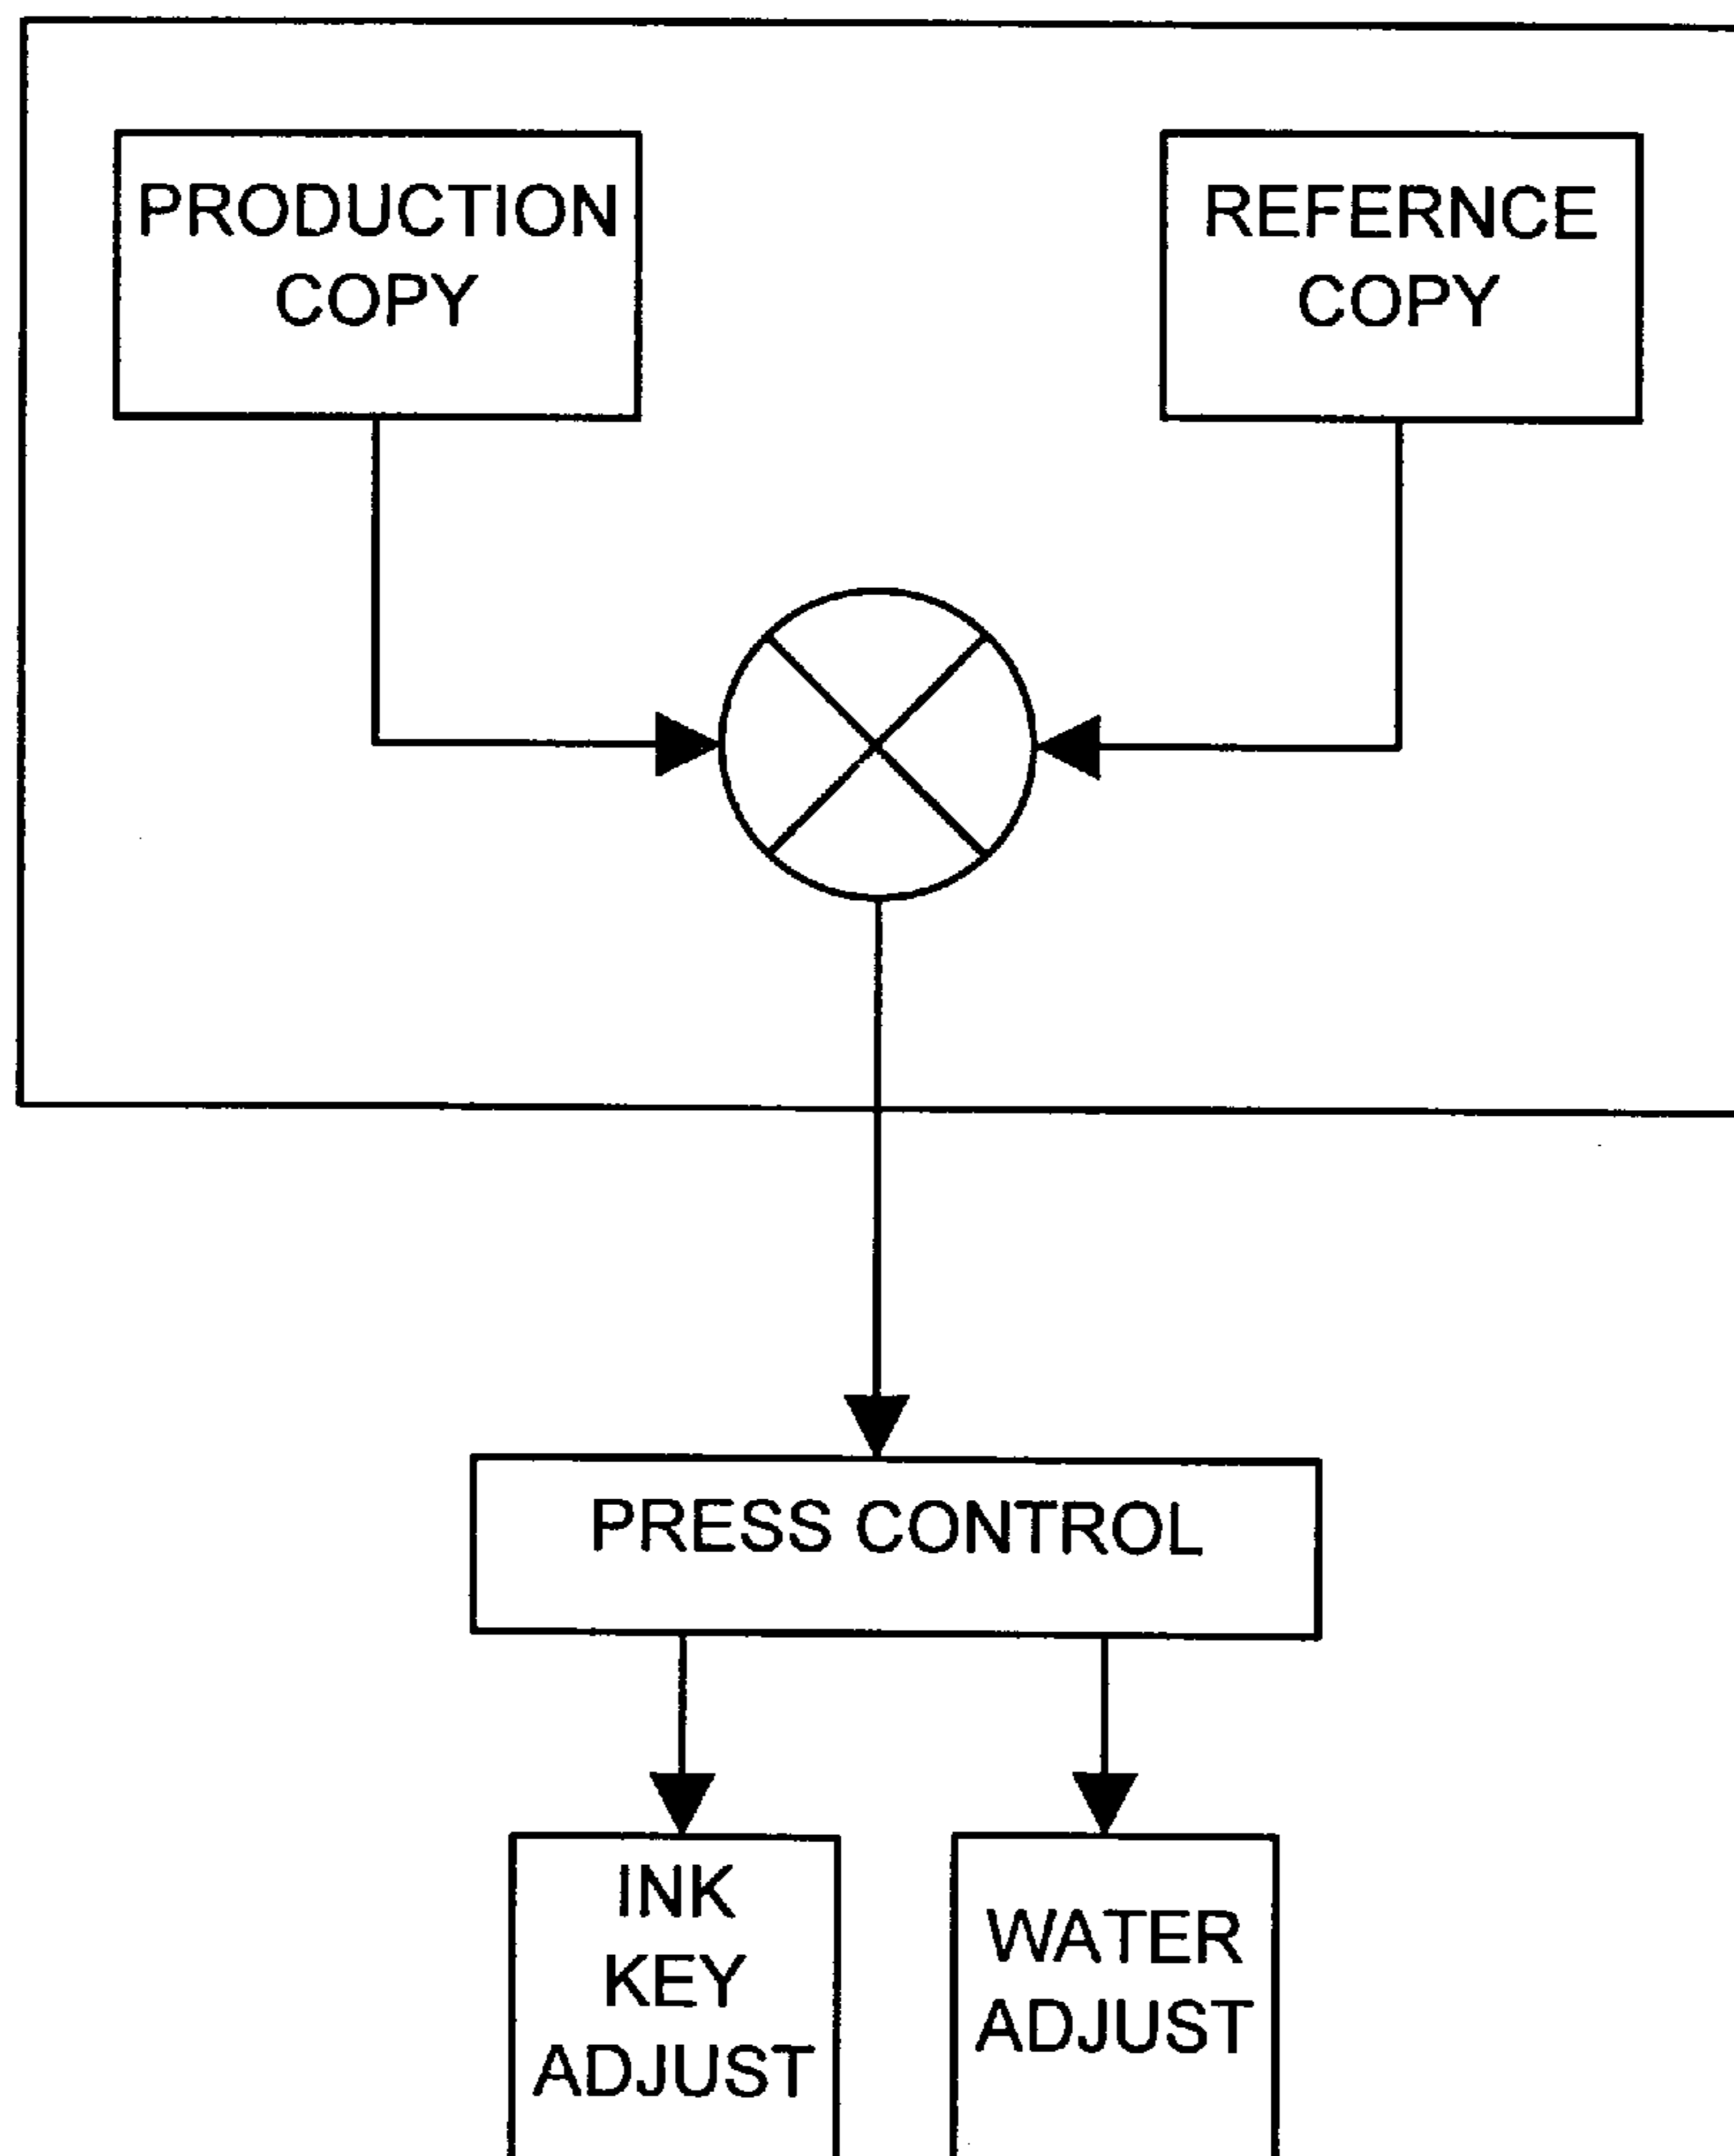 PRODUCTION
COPY
REFERNCE
COPY
PRESS CONTROL
INK
KEY
ADJUST
WATER
ADJUST